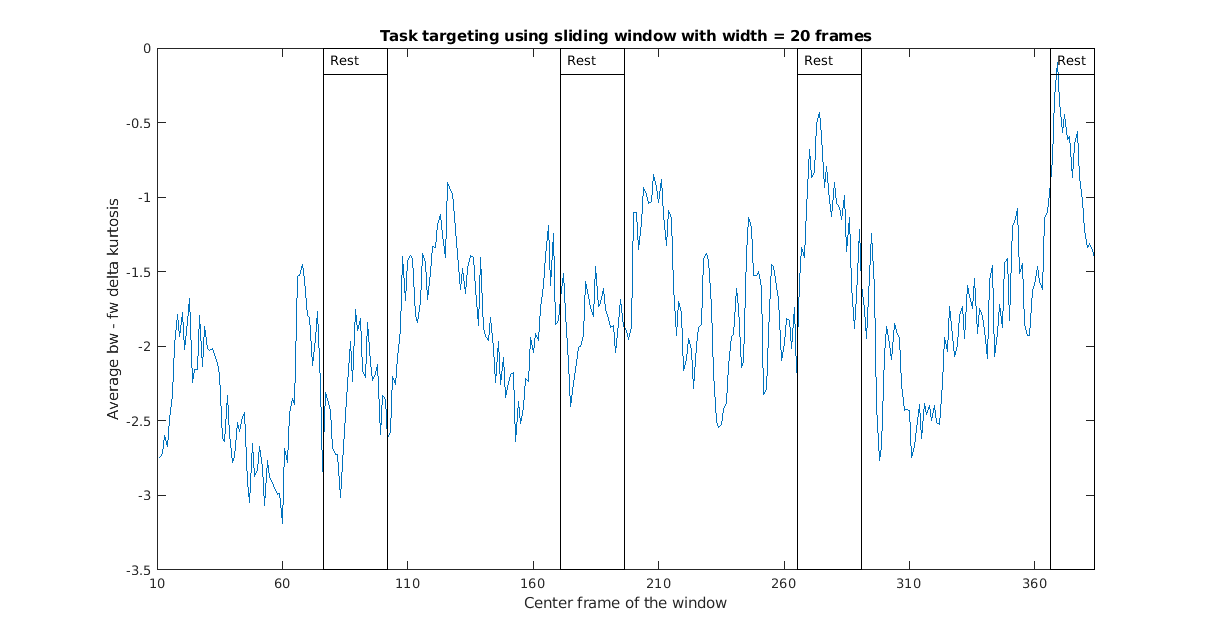 Task targeting using sliding window with width = 20 frames
0
-0.5
-1
-1.5
-2
-2.5
-3
-3.5
Average bw - fw delta kurtosis
Rest
Rest
Rest
Rest
10
60
110
160
210
260
310
360
Center frame of the window